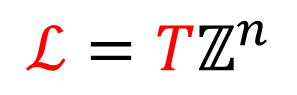 ℒ = 𝑇ℤⁿ